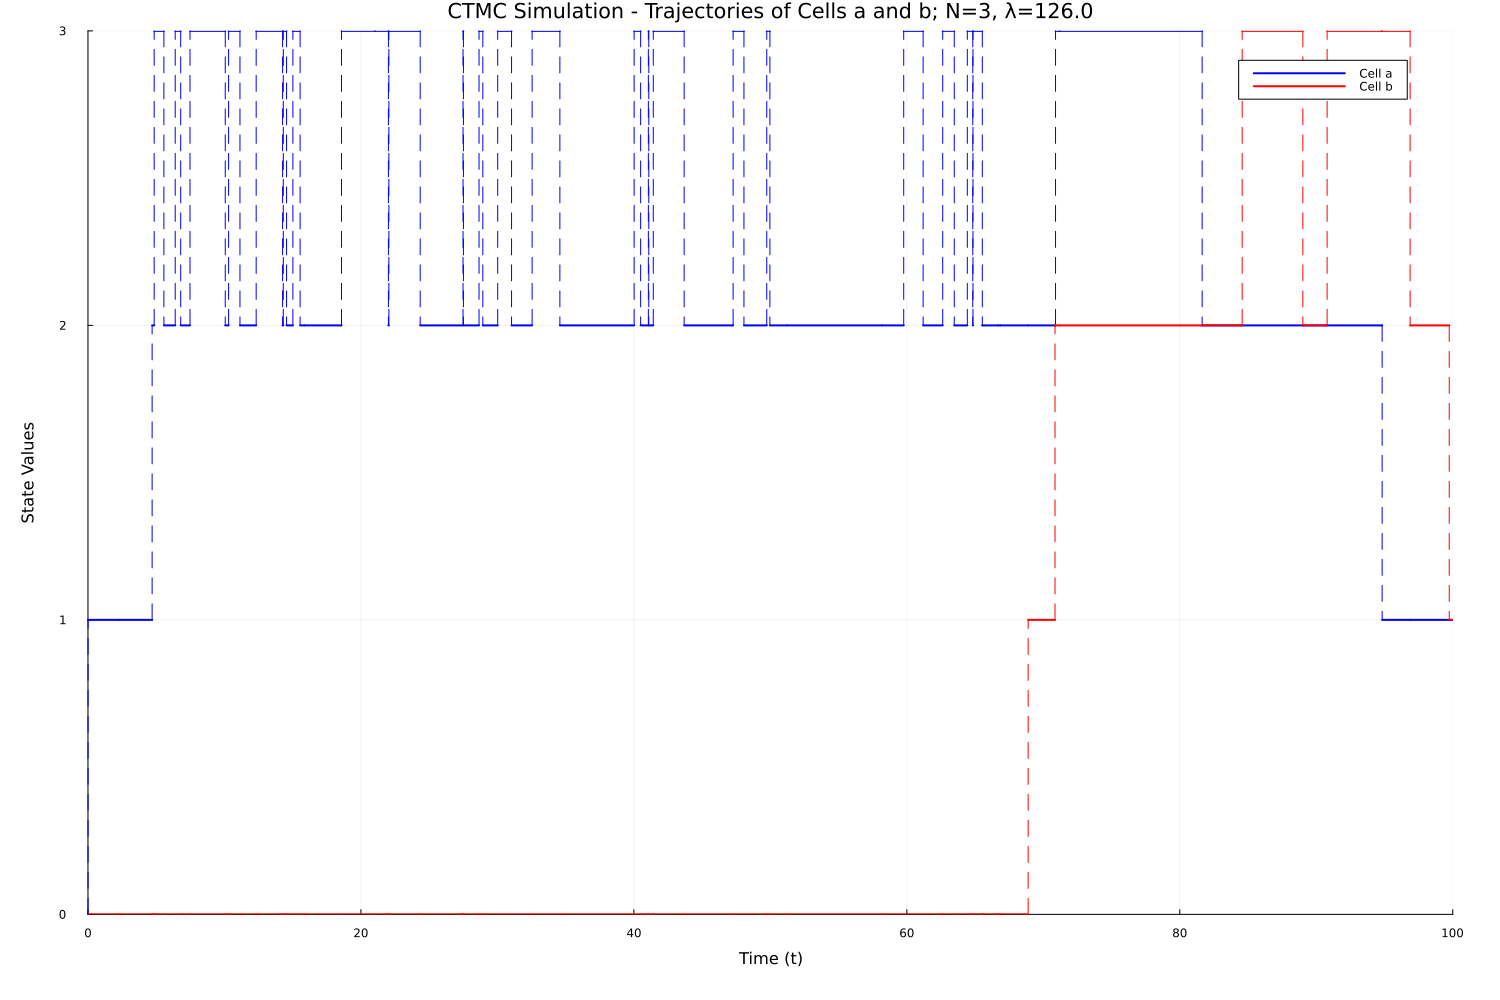 CTMC Simulation - Trajectories of Cells a and b; N=3, λ=126.0
3
Cell a
Cell b
2
State Values
1
0
0 20 40 60 80 100
Time (t)